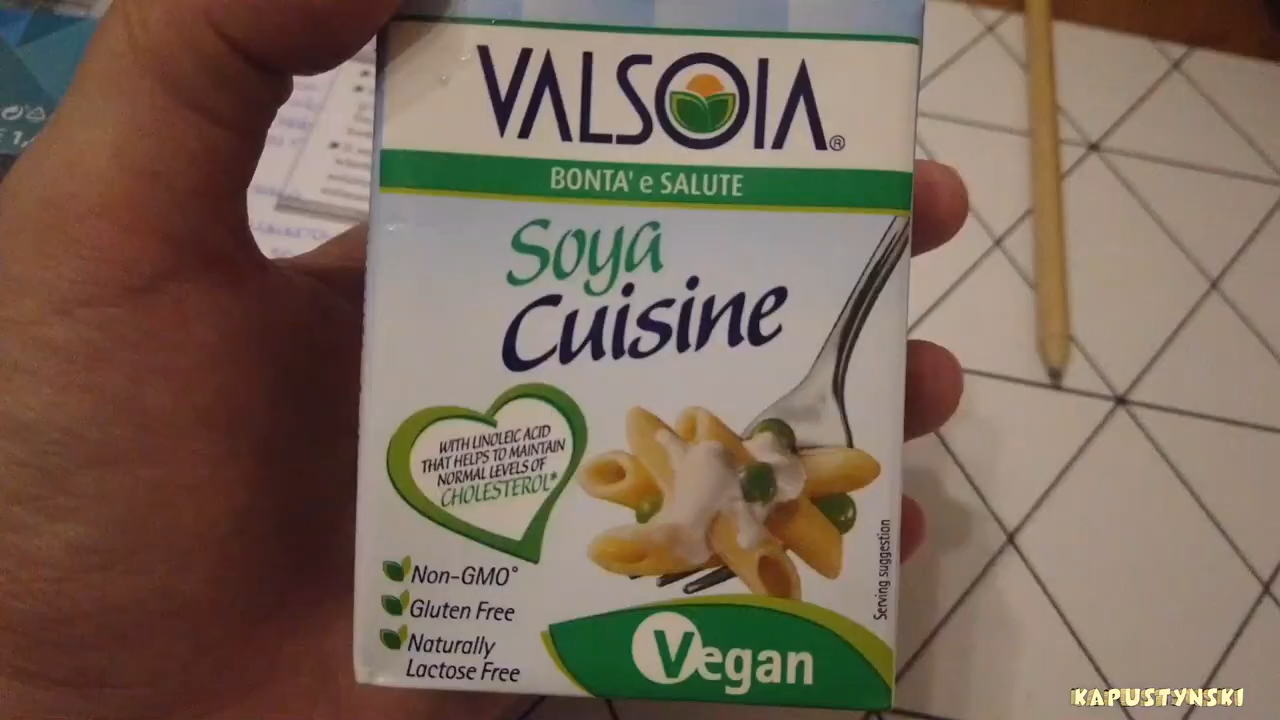 VALSOIA®
BONTA' e SALUTE
Soya
Cuisine
WITH LINOLEIC ACID
THAT HELPS TO MAINTAIN
NORMAL LEVELS OF
CHOLESTEROL*
Non-GMO°
Gluten Free
Naturally
Lactose Free
Serving suggestion
Vegan
KAPUSTYNSKI